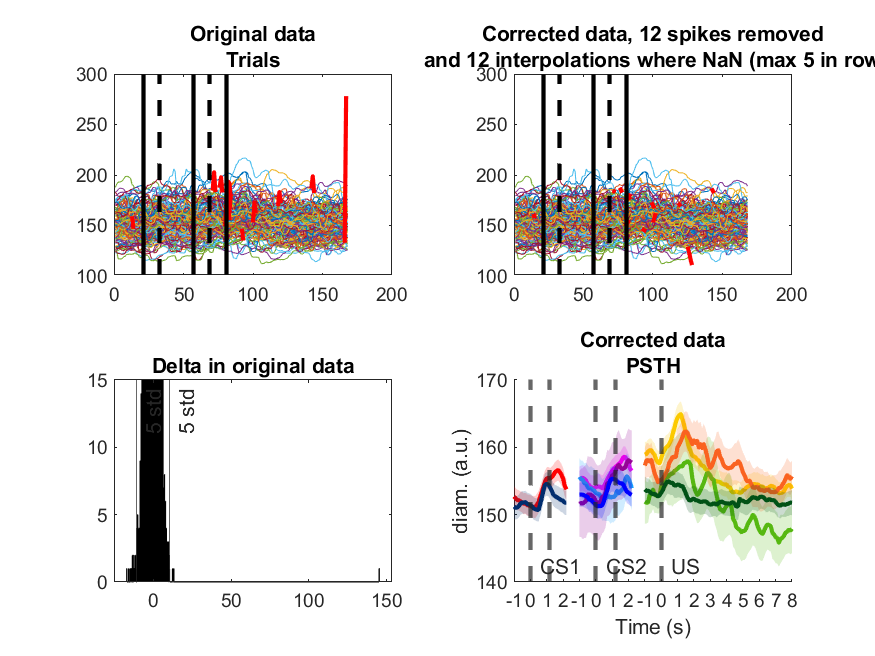 Original data
Trials
300
250
200
150
100
0 50 100 150 200
Corrected data, 12 spikes removed
and 12 interpolations where NaN (max 5 in row
300
250
200
150
100
0 50 100 150 200
Delta in original data
15
10
5
0
0 50 100 150
5 std
5 std
Corrected data
PSTH
diam. (a.u.)
170
160
150
140
CS1 CS2 US
-1 0 1 2 -1 0 1 2 -1 0 1 2 3 4 5 6 7 8
Time (s)